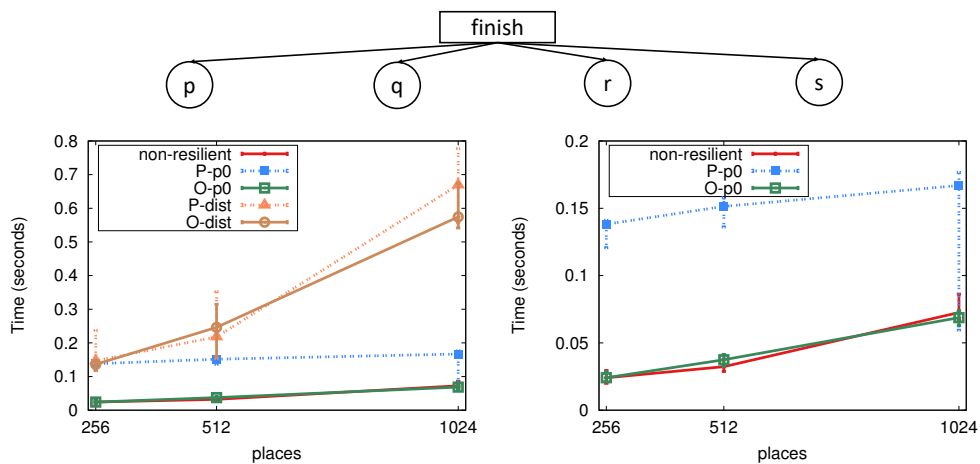 finish
p q r s
0.8
0.7
0.6
0.5
0.4
0.3
0.2
0.1
0
Time (seconds)
non-resilient
P-p0
O-p0
P-dist
O-dist
256 512 1024
places
0.2
0.15
0.1
0.05
0
Time (seconds)
non-resilient
P-p0
O-p0
256 512 1024
places